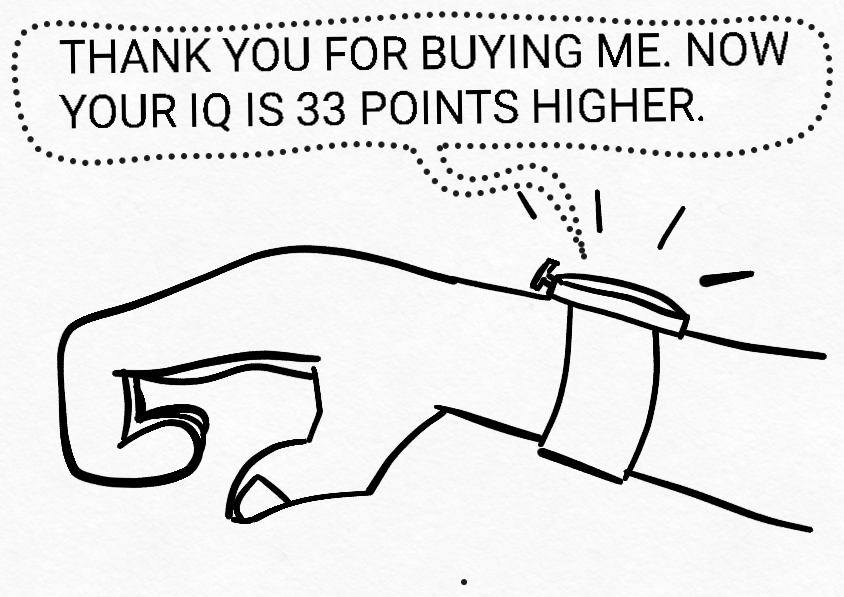 THANK YOU FOR BUYING ME. NOW
YOUR IQ IS 33 POINTS HIGHER.